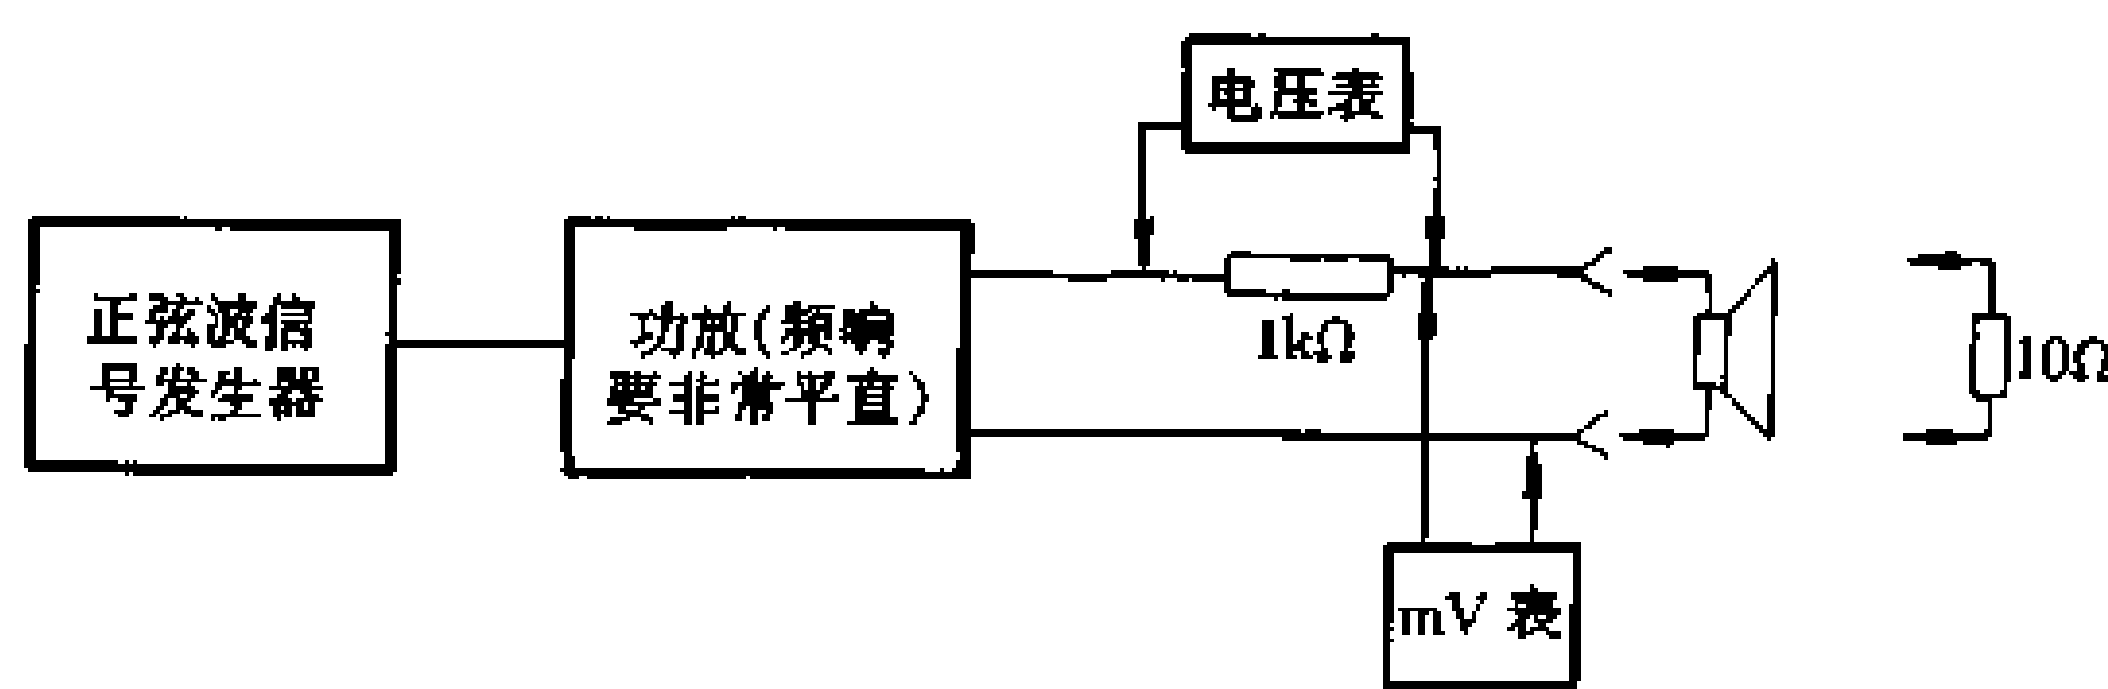 电压表
正弦波信
号发生器
功放(频响
要非常平直)
1kΩ
10Ω
mV 表